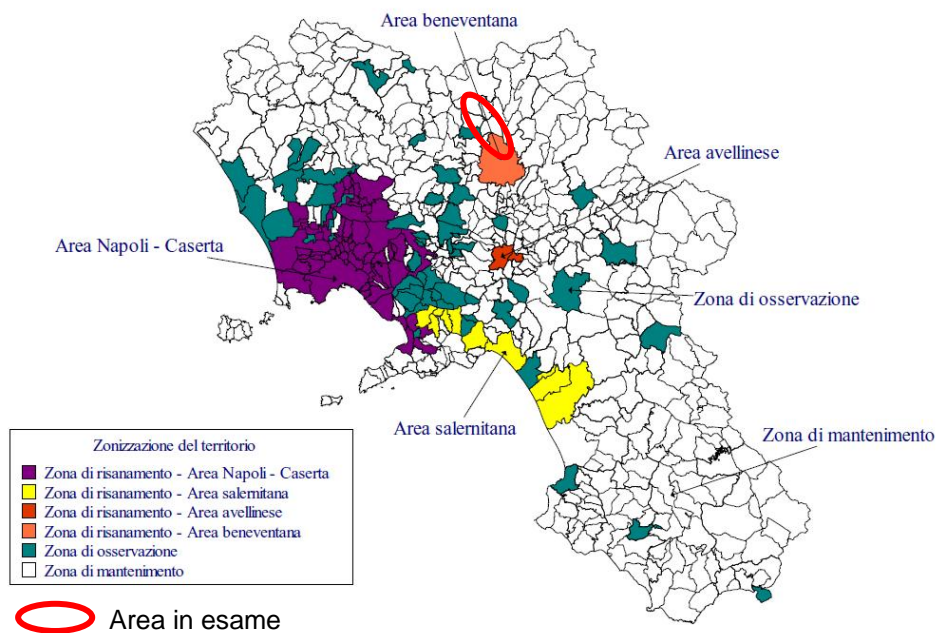 Area beneventana
Area avellinese
Area Napoli - Caserta
Zona di osservazione
Area salernitana
Zona di mantenimento
Zonizzazione del territorio
Zona di risanamento - Area Napoli - Caserta
Zona di risanamento - Area salernitana
Zona di risanamento - Area avellinese
Zona di risanamento - Area beneventana
Zona di osservazione
Zona di mantenimento
Area in esame